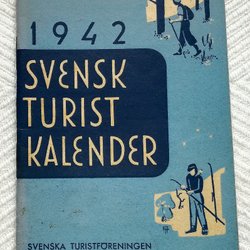 1942
SVENSK
TURIST
KALENDER
SVENSKA TURISTFÖRENINGEN